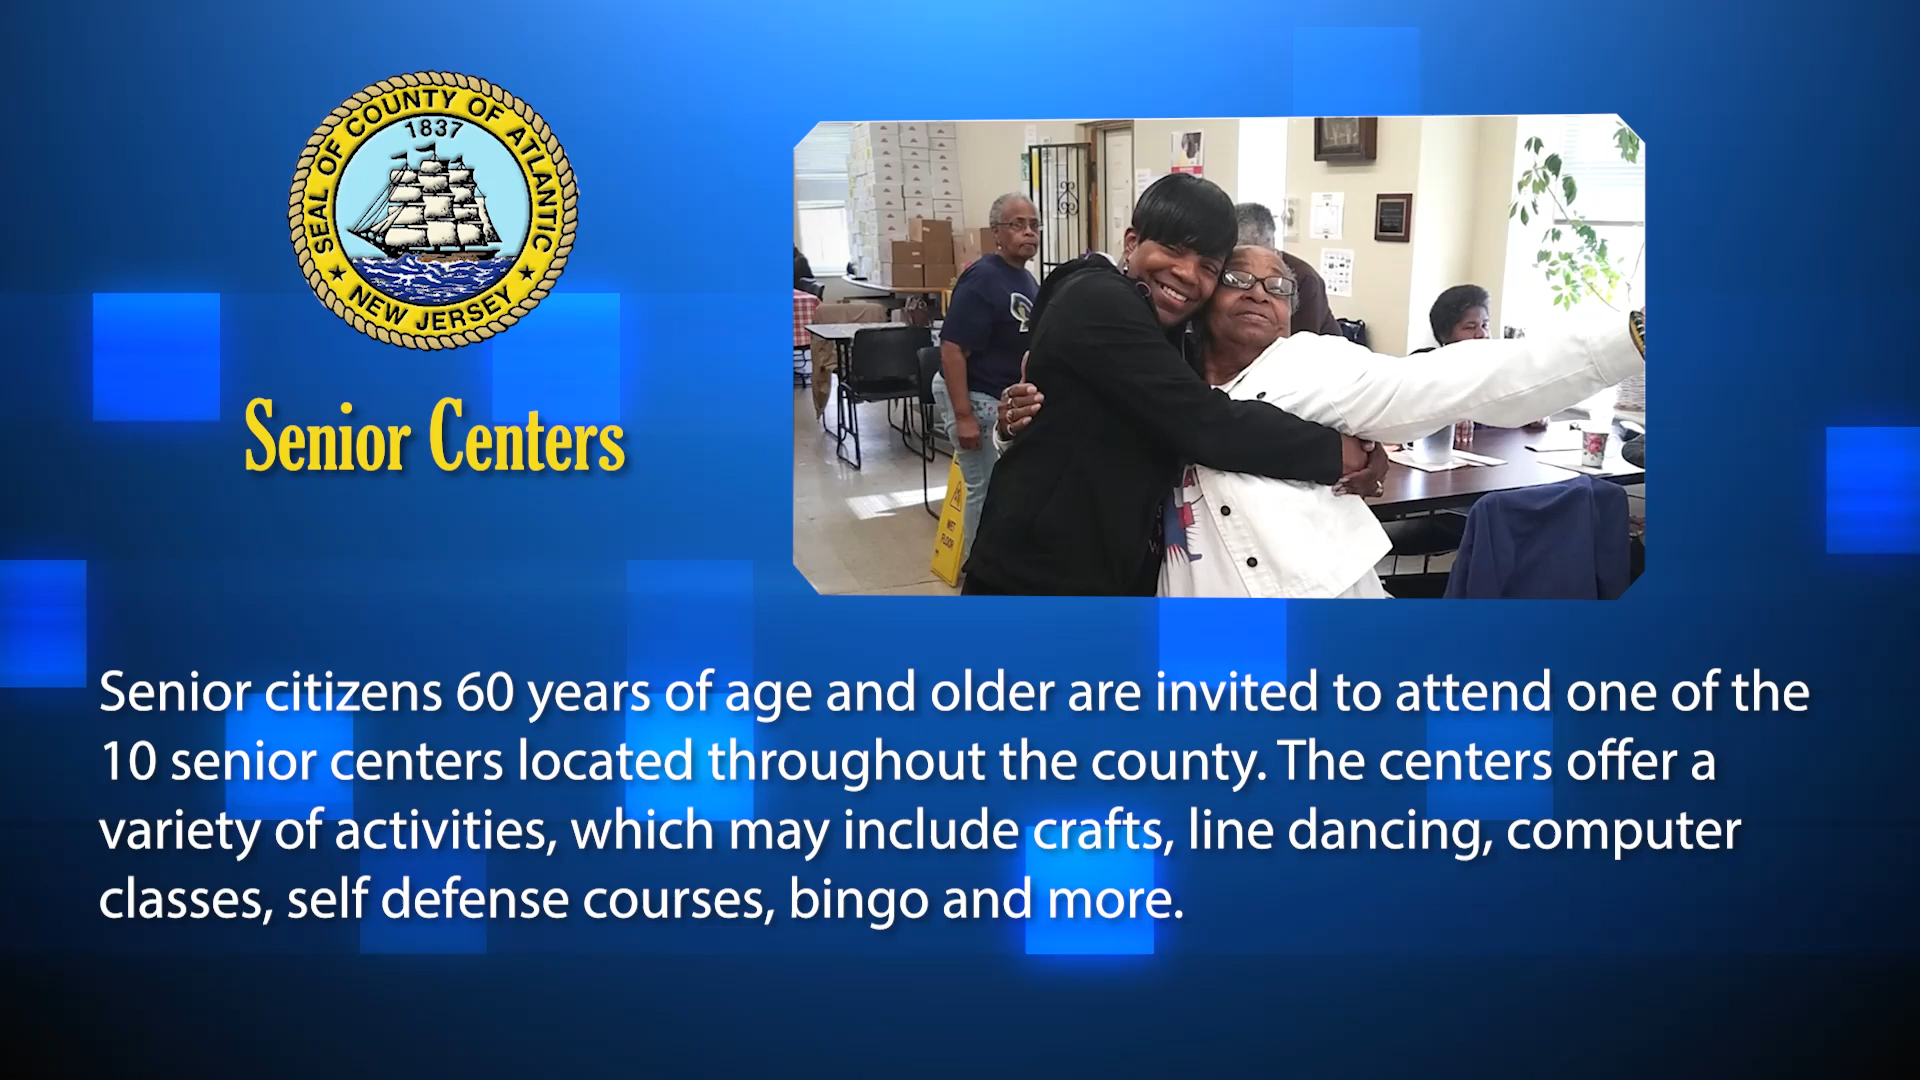 SEAL OF COUNTY OF ATLANTIC
1837
NEW JERSEY
Senior Centers
WET
FLOOR
Senior citizens 60 years of age and older are invited to attend one of the
10 senior centers located throughout the county. The centers offer a
variety of activities, which may include crafts, line dancing, computer
classes, self defense courses, bingo and more.